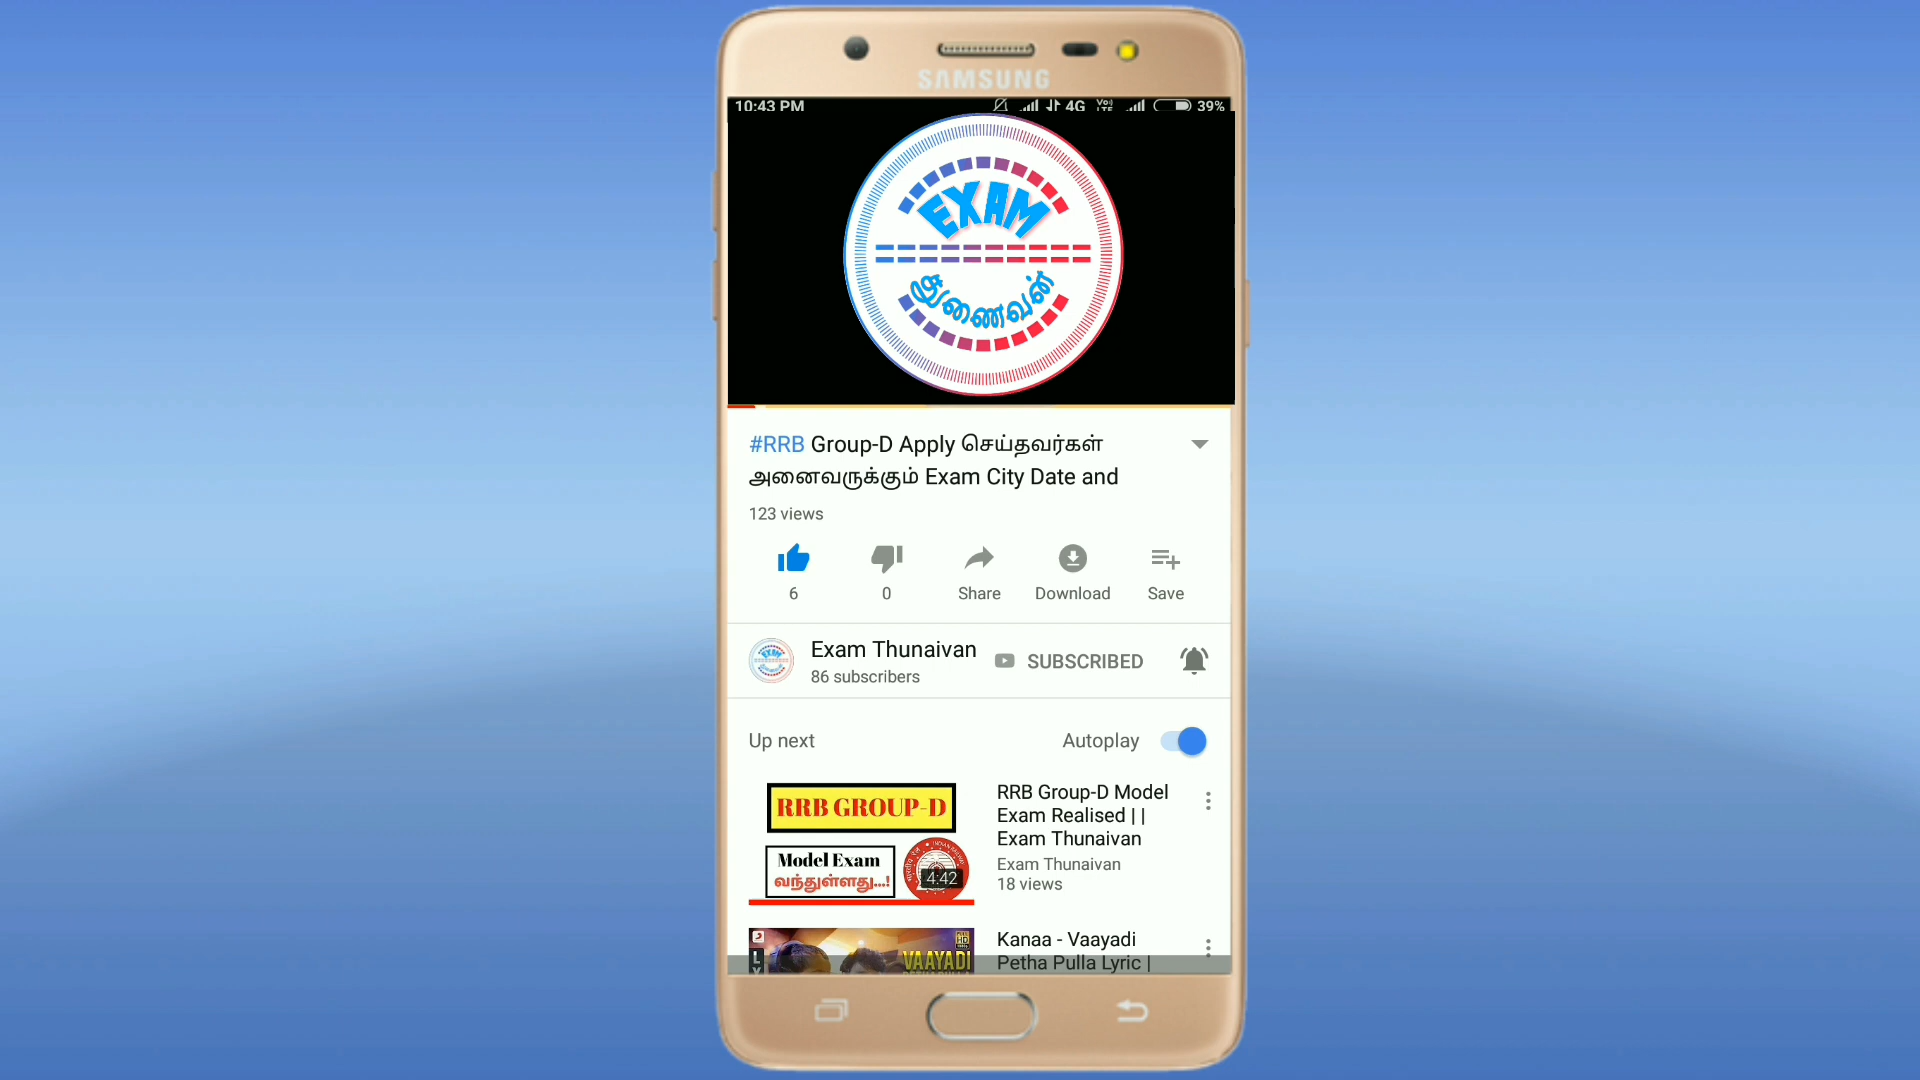 SAMSUNG
10:43 PM
4G
39%
EXAM
துணைவன்
#RRB Group-D Apply செய்தவர்கள்
அனைவருக்கும் Exam City Date and
123 views
6
0
Share
Download
Save
Exam Thunaivan
86 subscribers
SUBSCRIBED
Up next
Autoplay
RRB GROUP-D
Model Exam
வந்துள்ளது...!
4:42
RRB Group-D Model
Exam Realised ||
Exam Thunaivan
Exam Thunaivan
18 views
VAAYADI
HD
Kanaa - Vaayadi
Petha Pulla Lyric |